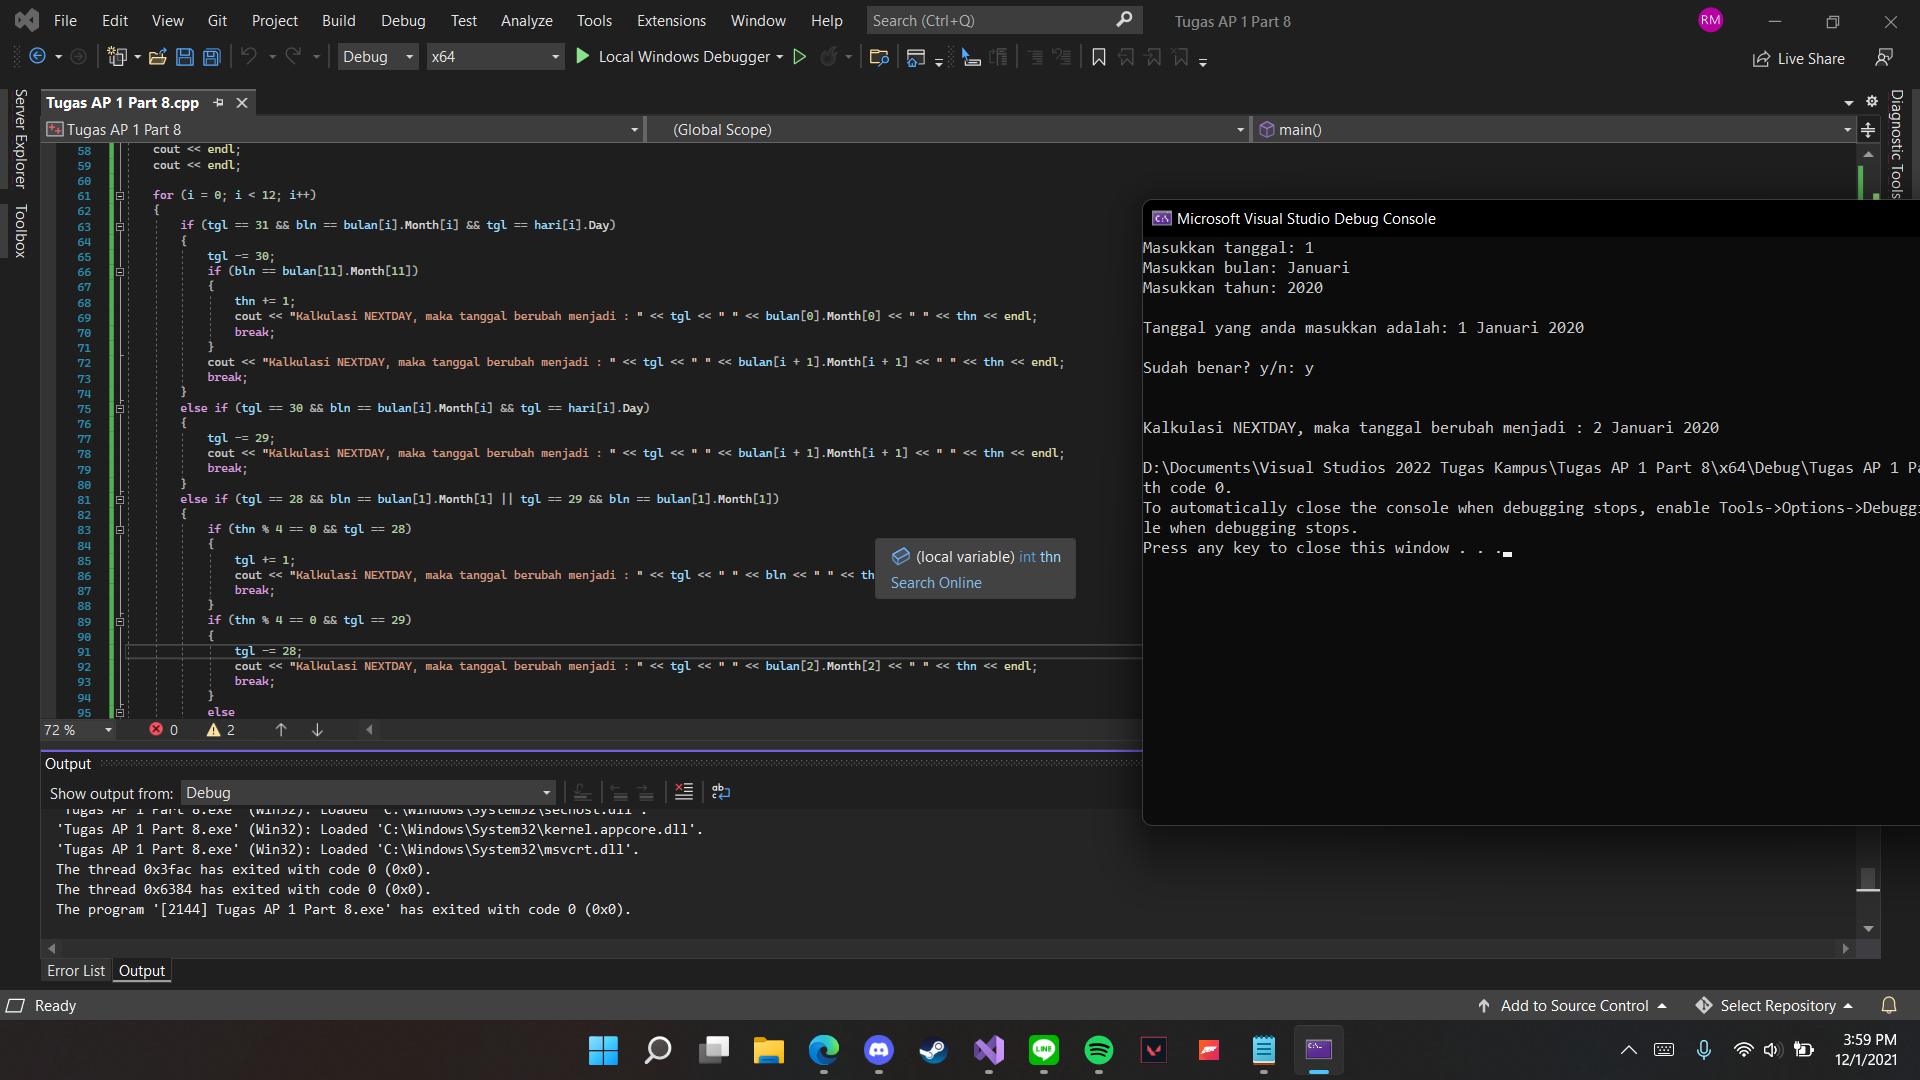 File Edit View Git Project Build Debug Test Analyze Tools Extensions Window Help Search (Ctrl+Q) Tugas AP 1 Part 8 RM
Debug x64 Local Windows Debugger Live Share
Server Explorer
Toolbox
Diagnostic Tools
Tugas AP 1 Part 8.cpp
Tugas AP 1 Part 8 (Global Scope) main()
58 cout << endl;
59 cout << endl;
60
61 for (i = 0; i < 12; i++)
62 {
63 if (tgl == 31 && bln == bulan[i].Month[i] && tgl == hari[i].Day)
64 {
65 tgl -= 30;
66 if (bln == bulan[11].Month[11])
67 {
68 thn += 1;
69 cout << "Kalkulasi NEXTDAY, maka tanggal berubah menjadi : " << tgl << " " << bulan[0].Month[0] << " " << thn << endl;
70 break;
71 }
72 cout << "Kalkulasi NEXTDAY, maka tanggal berubah menjadi : " << tgl << " " << bulan[i + 1].Month[i + 1] << " " << thn << endl;
73 break;
74 }
75 else if (tgl == 30 && bln == bulan[i].Month[i] && tgl == hari[i].Day)
76 {
77 tgl -= 29;
78 cout << "Kalkulasi NEXTDAY, maka tanggal berubah menjadi : " << tgl << " " << bulan[i + 1].Month[i + 1] << " " << thn << endl;
79 break;
80 }
81 else if (tgl == 28 && bln == bulan[1].Month[1] || tgl == 29 && bln == bulan[1].Month[1])
82 {
83 if (thn % 4 == 0 && tgl == 28)
84 {
85 tgl += 1;
86 cout << "Kalkulasi NEXTDAY, maka tanggal berubah menjadi : " << tgl << " " << bln << " " << th
87 break;
88 }
89 if (thn % 4 == 0 && tgl == 29)
90 {
91 tgl -= 28;
92 cout << "Kalkulasi NEXTDAY, maka tanggal berubah menjadi : " << tgl << " " << bulan[2].Month[2] << " " << thn << endl;
93 break;
94 }
95 else
(local variable) int thn
Search Online
72 % 0 2
Output
Show output from: Debug
'Tugas AP 1 Part 8.exe' (Win32): Loaded 'C:\Windows\System32\sechost.dll'.
'Tugas AP 1 Part 8.exe' (Win32): Loaded 'C:\Windows\System32\kernel.appcore.dll'.
'Tugas AP 1 Part 8.exe' (Win32): Loaded 'C:\Windows\System32\msvcrt.dll'.
The thread 0x3fac has exited with code 0 (0x0).
The thread 0x6384 has exited with code 0 (0x0).
The program '[2144] Tugas AP 1 Part 8.exe' has exited with code 0 (0x0).
Error List Output
Microsoft Visual Studio Debug Console
Masukkan tanggal: 1
Masukkan bulan: Januari
Masukkan tahun: 2020
Tanggal yang anda masukkan adalah: 1 Januari 2020
Sudah benar? y/n: y
Kalkulasi NEXTDAY, maka tanggal berubah menjadi : 2 Januari 2020
D:\Documents\Visual Studios 2022 Tugas Kampus\Tugas AP 1 Part 8\x64\Debug\Tugas AP 1 Pa
th code 0.
To automatically close the console when debugging stops, enable Tools->Options->Debuggi
le when debugging stops.
Press any key to close this window . . .
Ready Add to Source Control Select Repository
LINE
3:59 PM
12/1/2021